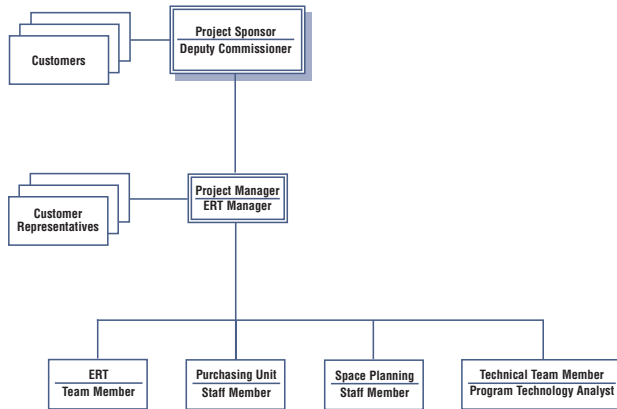 Project Sponsor
Deputy Commissioner
Customers
Project Manager
ERT Manager
Customer
Representatives
ERT
Team Member
Purchasing Unit
Staff Member
Space Planning
Staff Member
Technical Team Member
Program Technology Analyst